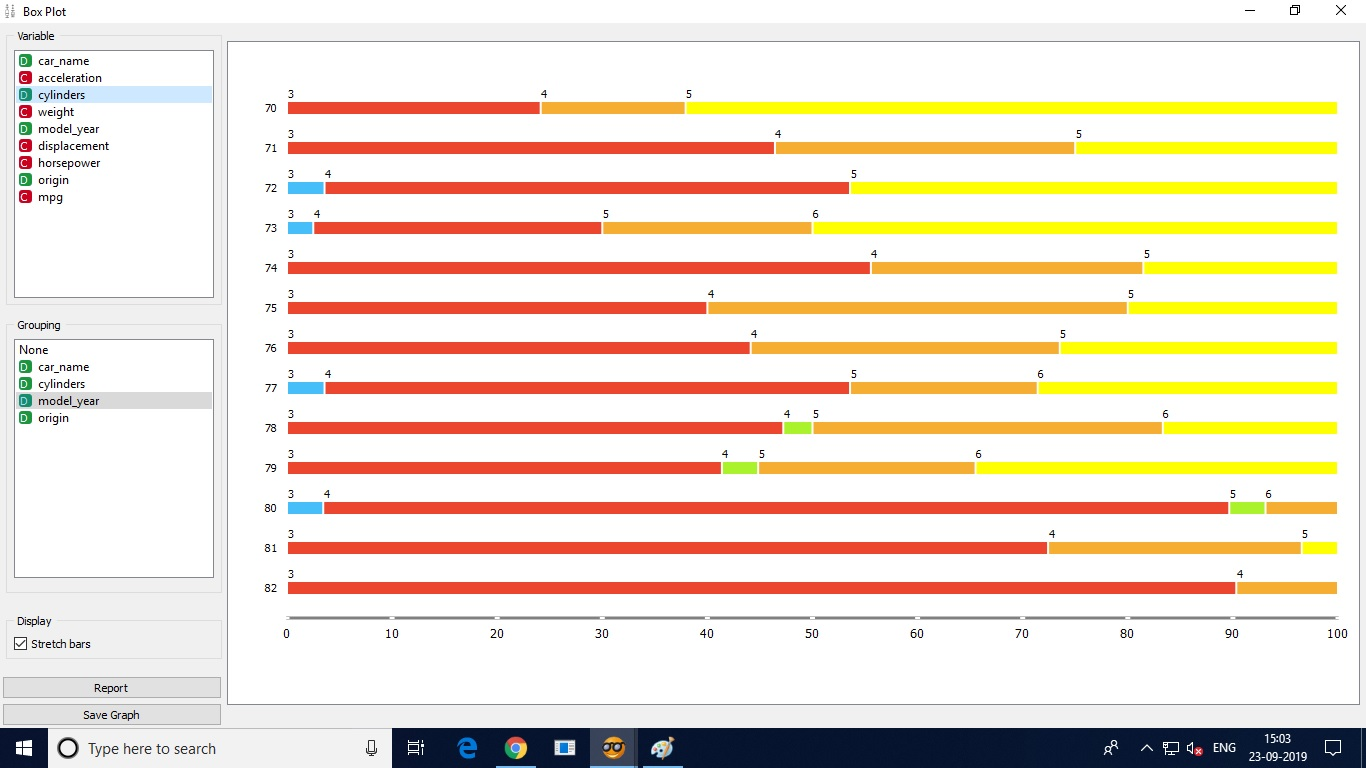 Box Plot
Variable
D car_name
C acceleration
D cylinders
C weight
D model_year
C displacement
C horsepower
D origin
C mpg
Grouping
None
D car_name
D cylinders
D model_year
D origin
Display
Stretch bars
Report
Save Graph
3 4 5
70
3 4 5
71
3 4 5
72
3 4 5 6
73
3 4 5
74
3 4 5
75
3 4 5
76
3 4 5 6
77
3 4 5 6
78
3 4 5 6
79
3 4 5 6
80
3 4 5
81
3 4
82
0 10 20 30 40 50 60 70 80 90 100
Type here to search
ENG
15:03
23-09-2019